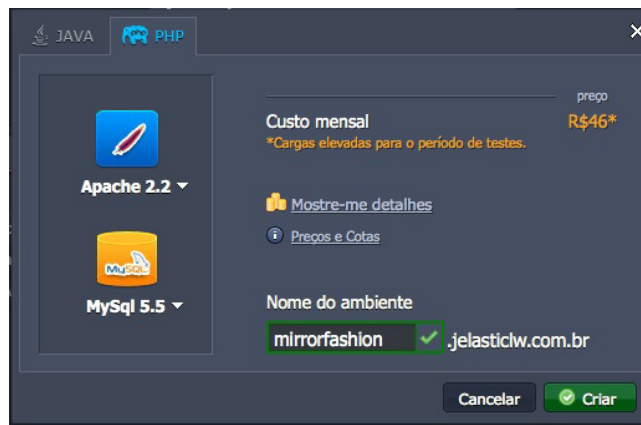 JAVA
php PHP
preço
Custo mensal R$46*
*Cargas elevadas para o período de testes.
Apache 2.2
Mostre-me detalhes
Preços e Cotas
MySQL
MySql 5.5
Nome do ambiente
mirrorfashion .jelasticlw.com.br
Cancelar Criar